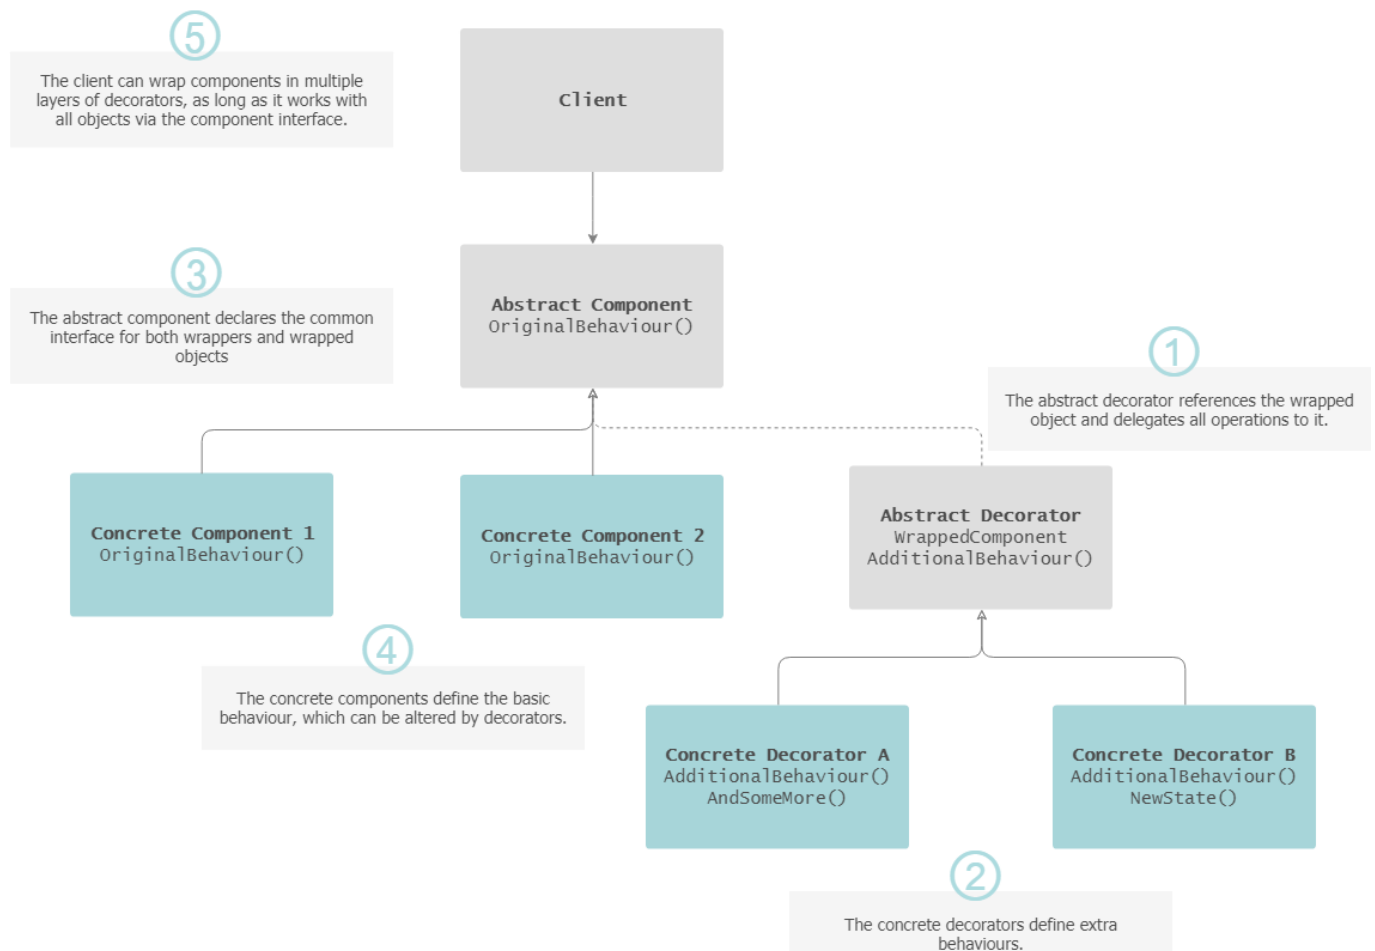 5
The client can wrap components in multiple
layers of decorators, as long as it works with
all objects via the component interface.
Client
3
The abstract component declares the common
interface for both wrappers and wrapped
objects
Abstract Component
OriginalBehaviour()
1
The abstract decorator references the wrapped
object and delegates all operations to it.
Concrete Component 1
OriginalBehaviour()
Concrete Component 2
OriginalBehaviour()
Abstract Decorator
WrappedComponent
AdditionalBehaviour()
4
The concrete components define the basic
behaviour, which can be altered by decorators.
Concrete Decorator A
AdditionalBehaviour()
AndSomeMore()
Concrete Decorator B
AdditionalBehaviour()
NewState()
2
The concrete decorators define extra
behaviours.